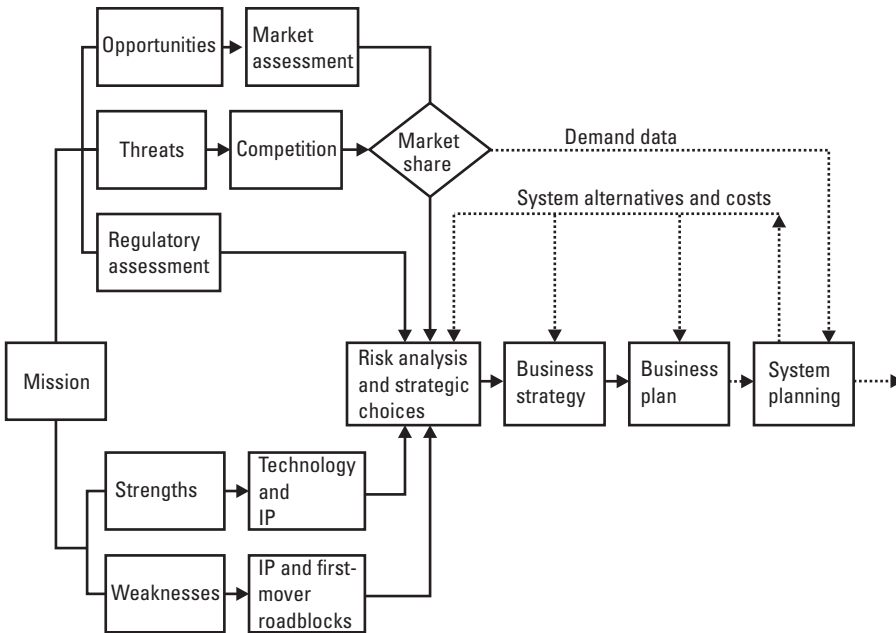 Opportunities
Market
assessment
Threats
Competition
Market
share
Demand data
System alternatives and costs
Regulatory
assessment
Mission
Risk analysis
and strategic
choices
Business
strategy
Business
plan
System
planning
Strengths
Technology
and
IP
Weaknesses
IP and first-
mover
roadblocks